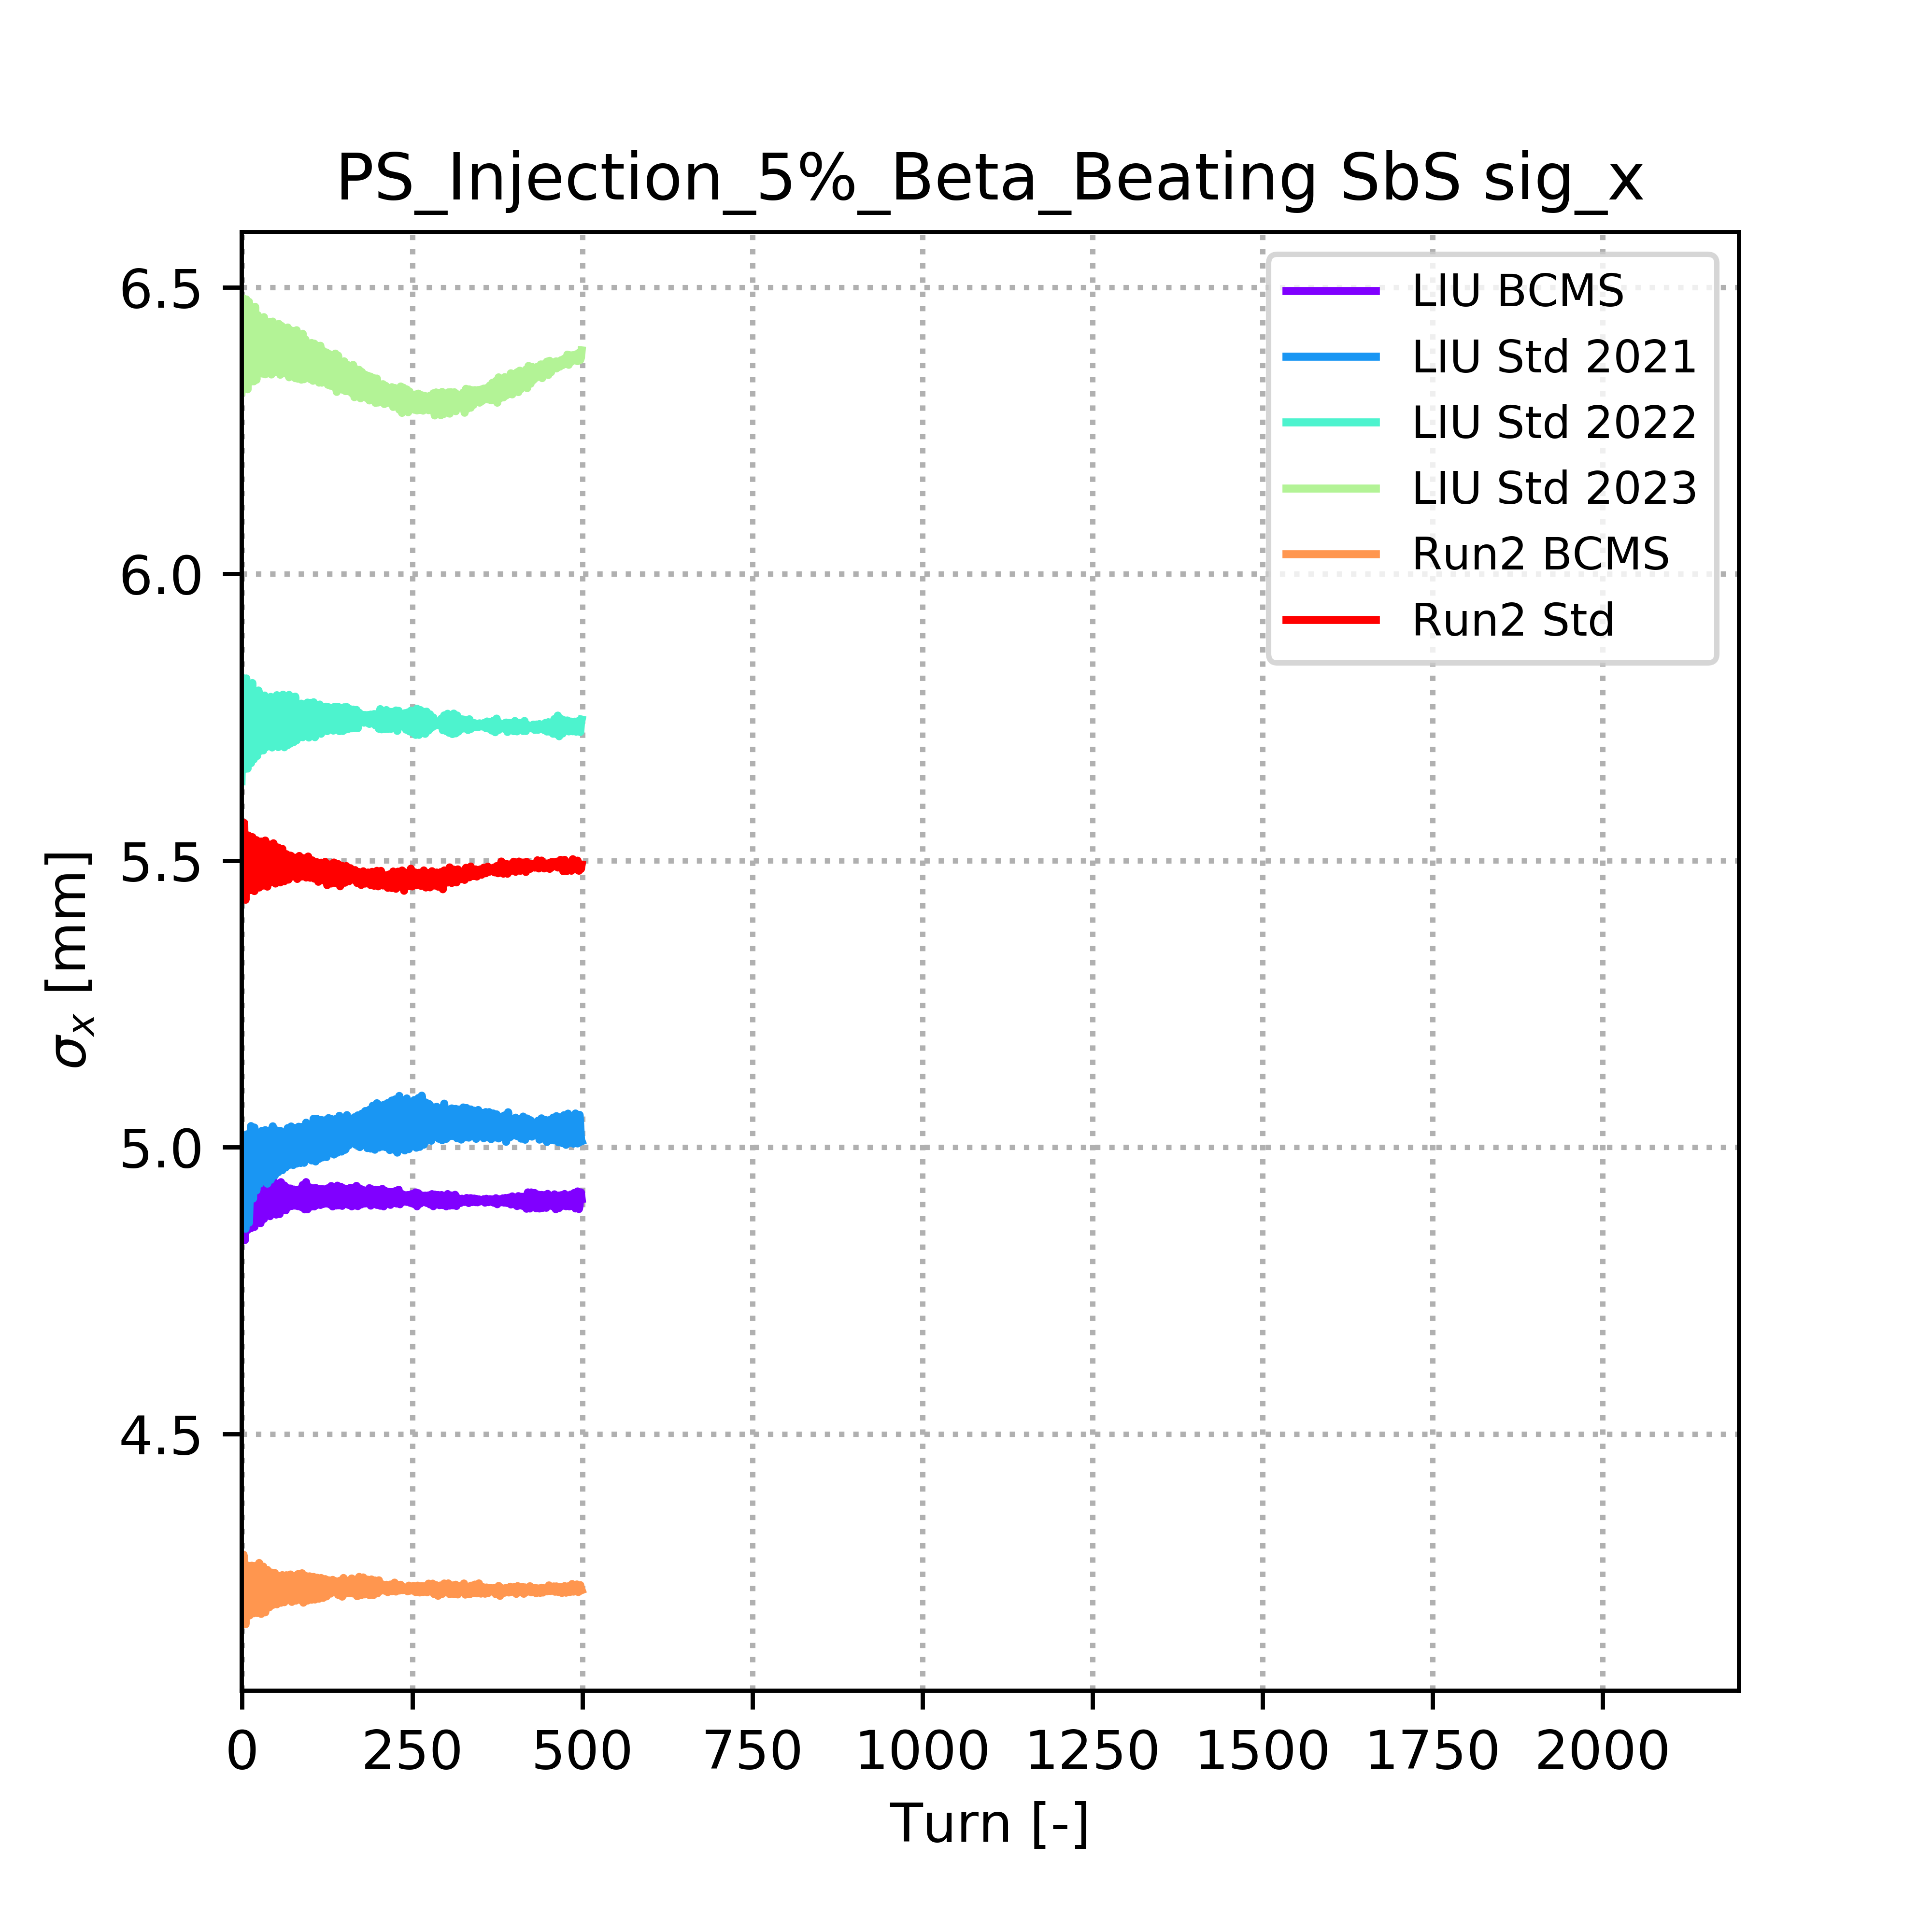 PS_Injection_5%_Beta_Beating SbS sig_x
6.5
6.0
5.5
5.0
4.5
σx [mm]
LIU BCMS
LIU Std 2021
LIU Std 2022
LIU Std 2023
Run2 BCMS
Run2 Std
0 250 500 750 1000 1250 1500 1750 2000
Turn [-]